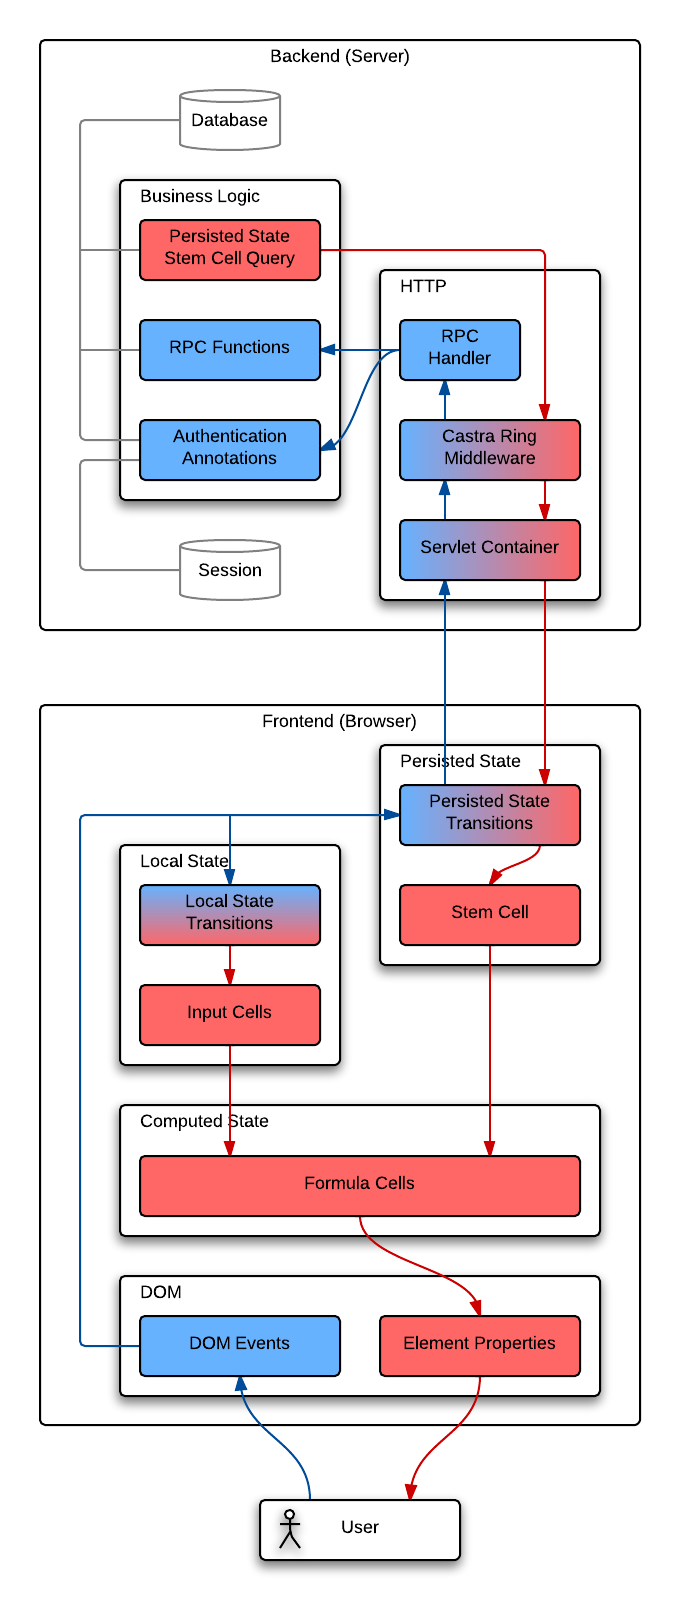 Backend (Server)
Database
Business Logic
Persisted State
Stem Cell Query
HTTP
RPC Functions
RPC
Handler
Authentication
Annotations
Castra Ring
Middleware
Servlet Container
Session
Frontend (Browser)
Persisted State
Persisted State
Transitions
Local State
Local State
Transitions
Stem Cell
Input Cells
Computed State
Formula Cells
DOM
DOM Events
Element Properties
User